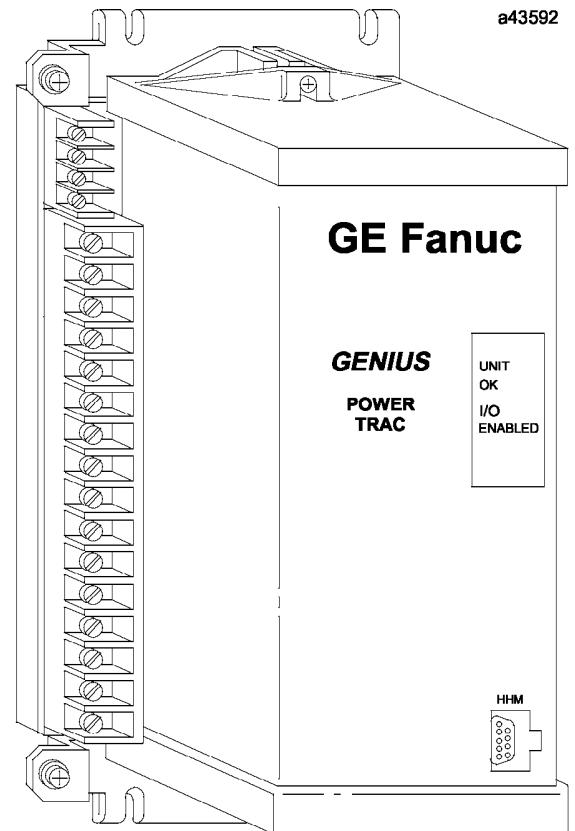 a43592
GE Fanuc
GENIUS
POWER
TRAC
UNIT
OK
I/O
ENABLED
HHM